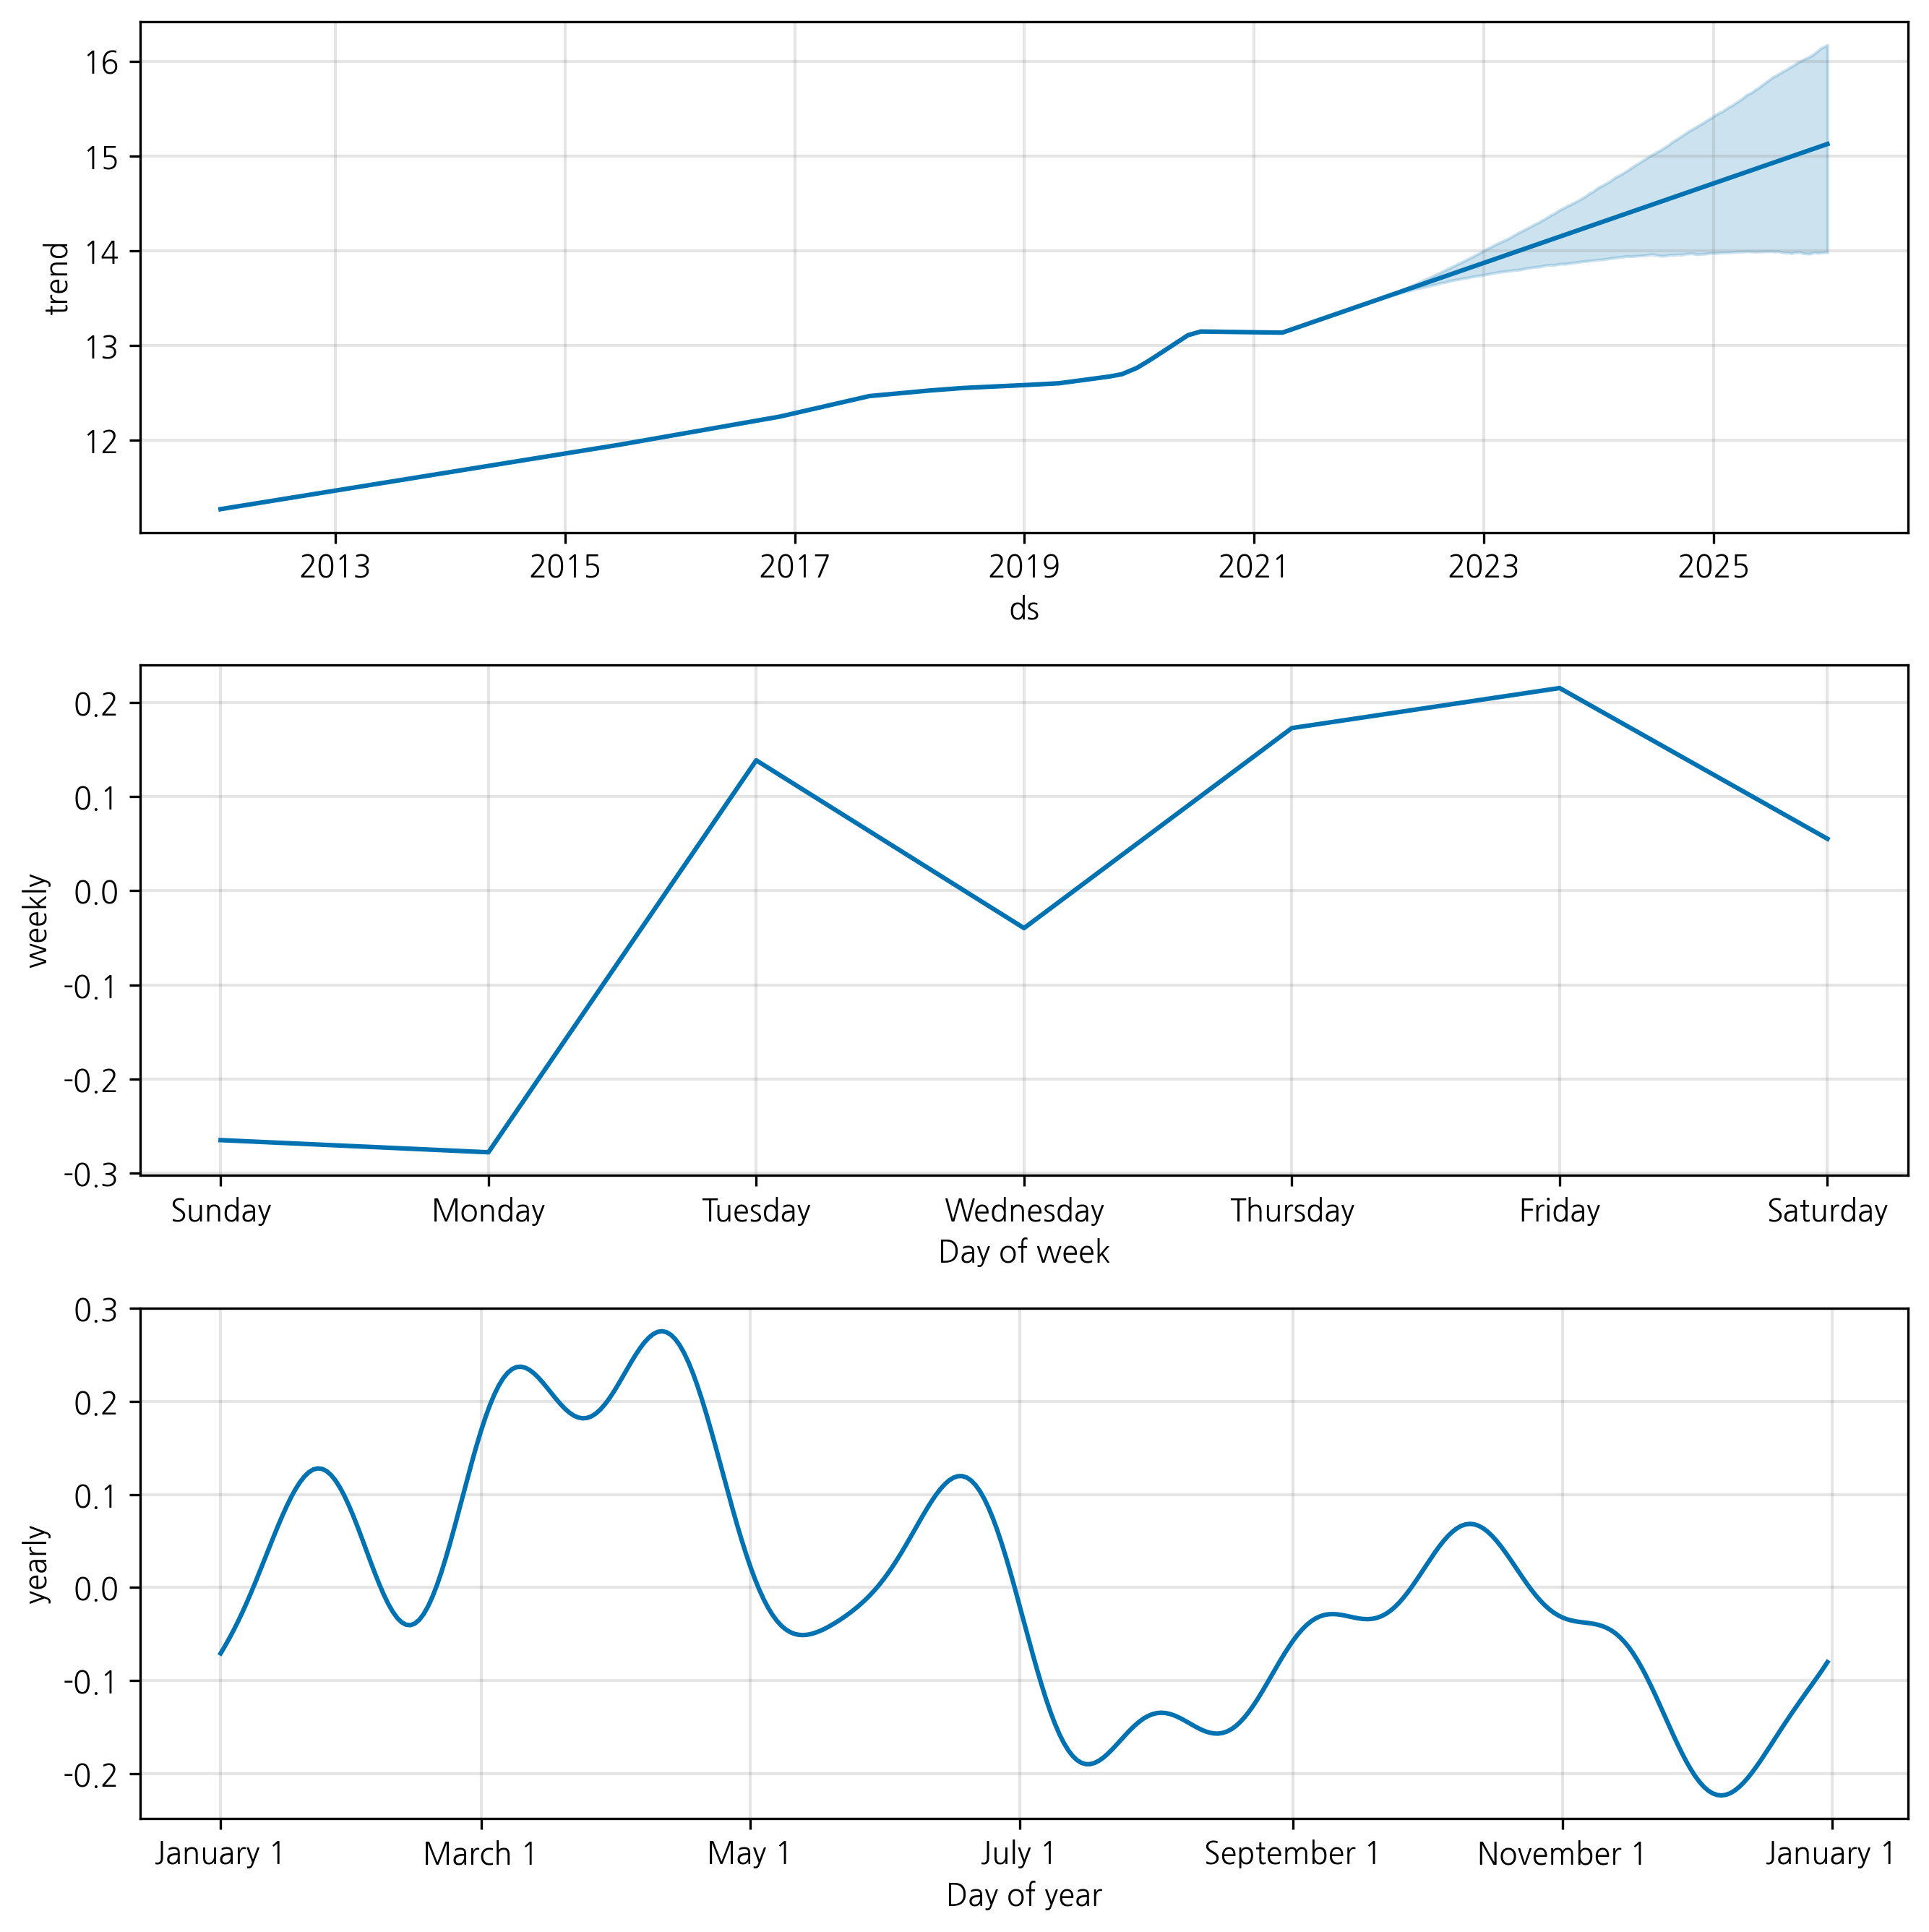 16
15
14
13
12
trend
2013 2015 2017 2019 2021 2023 2025
ds
0.2
0.1
0.0
-0.1
-0.2
-0.3
weekly
Sunday Monday Tuesday Wednesday Thursday Friday Saturday
Day of week
0.3
0.2
0.1
0.0
-0.1
-0.2
yearly
January 1 March 1 May 1 July 1 September 1 November 1 January 1
Day of year